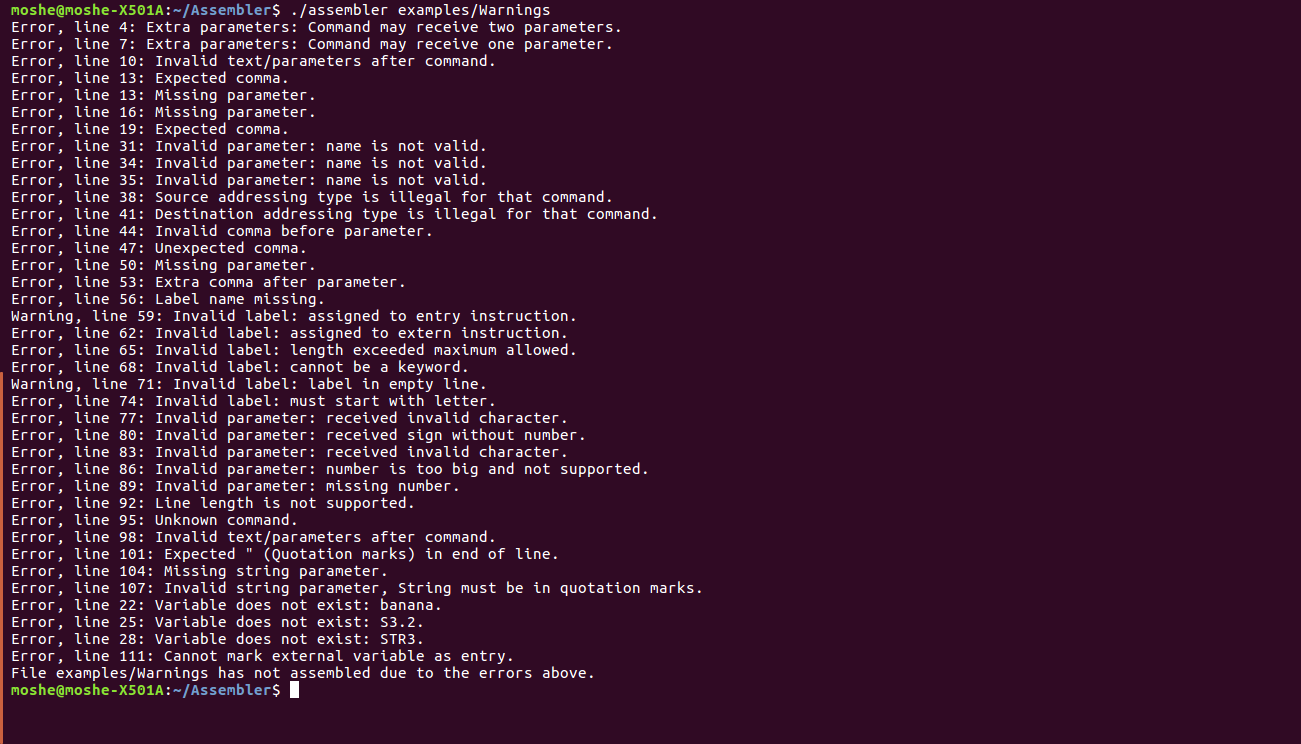 moshe@moshe-X501A:~/Assembler$ ./assembler examples/Warnings
Error, line 4: Extra parameters: Command may receive two parameters.
Error, line 7: Extra parameters: Command may receive one parameter.
Error, line 10: Invalid text/parameters after command.
Error, line 13: Expected comma.
Error, line 13: Missing parameter.
Error, line 16: Missing parameter.
Error, line 19: Expected comma.
Error, line 31: Invalid parameter: name is not valid.
Error, line 34: Invalid parameter: name is not valid.
Error, line 35: Invalid parameter: name is not valid.
Error, line 38: Source addressing type is illegal for that command.
Error, line 41: Destination addressing type is illegal for that command.
Error, line 44: Invalid comma before parameter.
Error, line 47: Unexpected comma.
Error, line 50: Missing parameter.
Error, line 53: Extra comma after parameter.
Error, line 56: Label name missing.
Warning, line 59: Invalid label: assigned to entry instruction.
Error, line 62: Invalid label: assigned to extern instruction.
Error, line 65: Invalid label: length exceeded maximum allowed.
Error, line 68: Invalid label: cannot be a keyword.
Warning, line 71: Invalid label: label in empty line.
Error, line 74: Invalid label: must start with letter.
Error, line 77: Invalid parameter: received invalid character.
Error, line 80: Invalid parameter: received sign without number.
Error, line 83: Invalid parameter: received invalid character.
Error, line 86: Invalid parameter: number is too big and not supported.
Error, line 89: Invalid parameter: missing number.
Error, line 92: Line length is not supported.
Error, line 95: Unknown command.
Error, line 98: Invalid text/parameters after command.
Error, line 101: Expected " (Quotation marks) in end of line.
Error, line 104: Missing string parameter.
Error, line 107: Invalid string parameter, String must be in quotation marks.
Error, line 22: Variable does not exist: banana.
Error, line 25: Variable does not exist: S3.2.
Error, line 28: Variable does not exist: STR3.
Error, line 111: Cannot mark external variable as entry.
File examples/Warnings has not assembled due to the errors above.
moshe@moshe-X501A:~/Assembler$